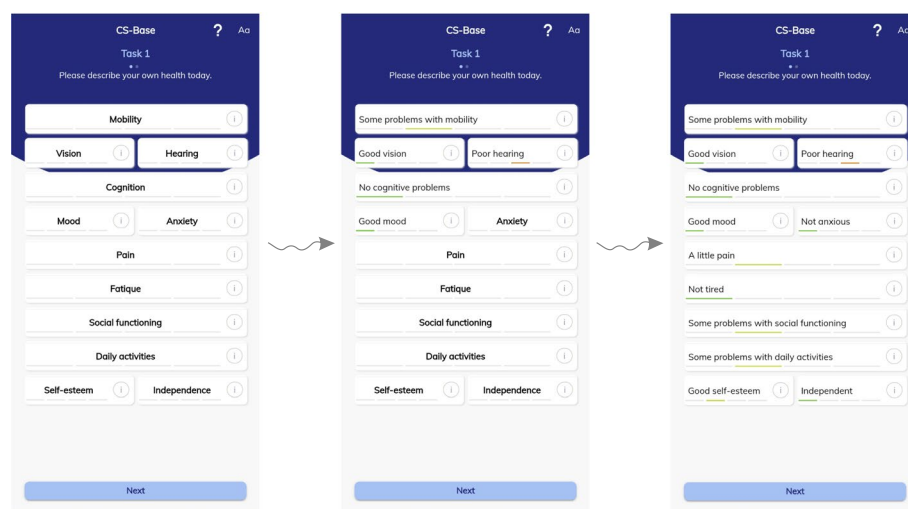 CS-Base ? Aa
Task 1
Please describe your own health today.
Mobility i
Vision i Hearing i
Cognition i
Mood i Anxiety i
Pain i
Fatique i
Social functioning i
Daily activities i
Self-esteem i Independence i
Next
CS-Base ? Aa
Task 1
Please describe your own health today.
Some problems with mobility i
Good vision i Poor hearing i
No cognitive problems i
Good mood i Anxiety i
Pain i
Fatique i
Social functioning i
Daily activities i
Self-esteem i Independence i
Next
CS-Base ? Aa
Task 1
Please describe your own health today.
Some problems with mobility i
Good vision i Poor hearing i
No cognitive problems i
Good mood i Not anxious i
A little pain i
Not tired i
Some problems with social functioning i
Some problems with daily activities i
Good self-esteem i Independent i
Next